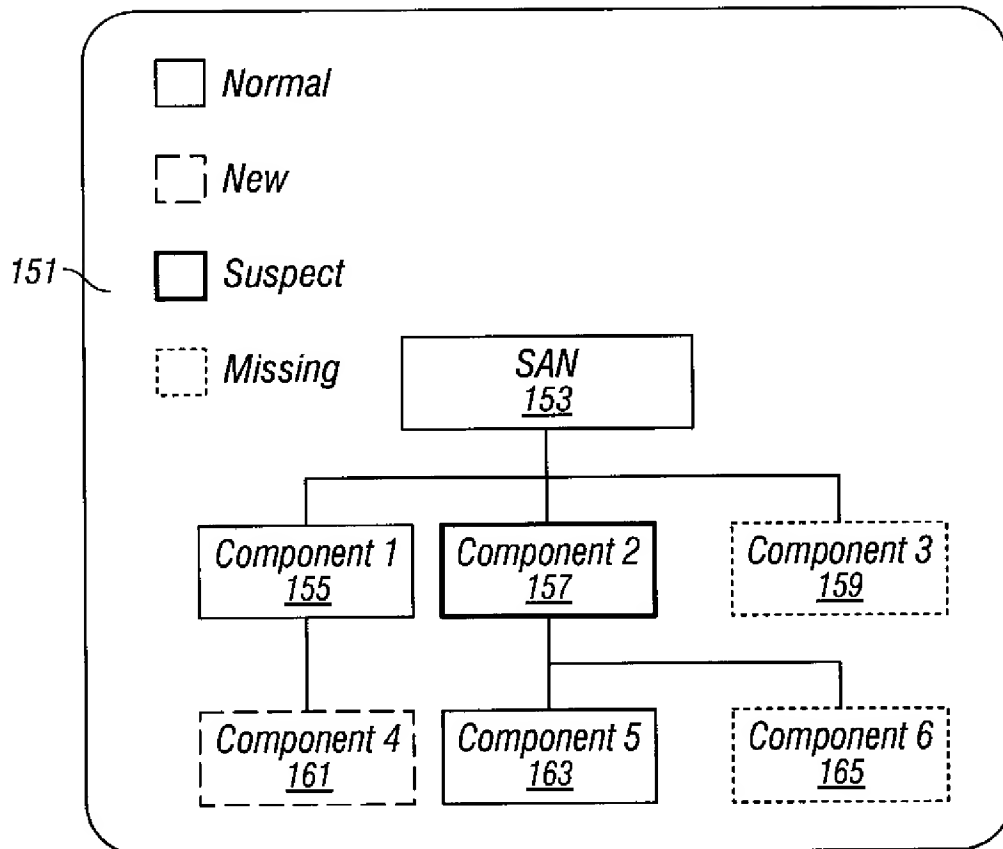 Normal
New
151
Suspect
Missing
SAN
153
Component 1
155
Component 2
157
Component 3
159
Component 4
161
Component 5
163
Component 6
165